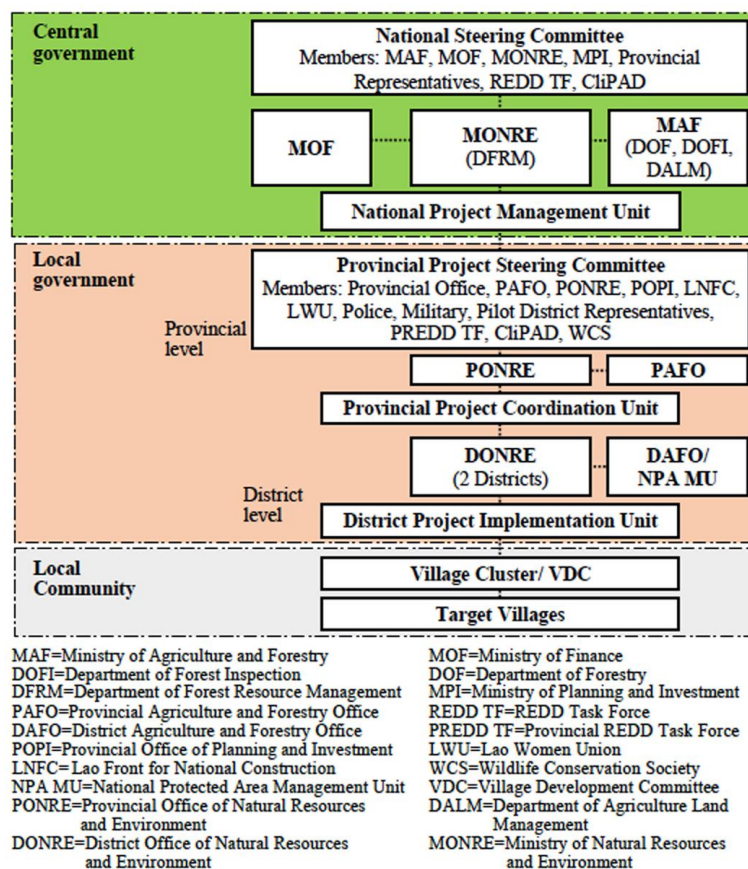 Central
government
National Steering Committee
Members: MAF, MOF, MONRE, MPI, Provincial
Representatives, REDD TF, CliPAD
MOF
MONRE
(DFRM)
MAF
(DOF, DOFI,
DALM)
National Project Management Unit
Local
government
Provincial Project Steering Committee
Members: Provincial Office, PAFO, PONRE, POPI, LNFC,
LWU, Police, Military, Pilot District Representatives,
PREDD TF, CliPAD, WCS
Provincial
level
PONRE
PAFO
Provincial Project Coordination Unit
DONRE
(2 Districts)
DAFO/
NPA MU
District
level
District Project Implementation Unit
Local
Community
Village Cluster/ VDC
Target Villages
MAF=Ministry of Agriculture and Forestry
DOFI=Department of Forest Inspection
DFRM=Department of Forest Resource Management
PAFO=Provincial Agriculture and Forestry Office
DAFO=District Agriculture and Forestry Office
POPI=Provincial Office of Planning and Investment
LNFC=Lao Front for National Construction
NPA MU=National Protected Area Management Unit
PONRE=Provincial Office of Natural Resources
and Environment
DONRE=District Office of Natural Resources
and Environment
MOF=Ministry of Finance
DOF=Department of Forestry
MPI=Ministry of Planning and Investment
REDD TF=REDD Task Force
PREDD TF=Provincial REDD Task Force
LWU=Lao Women Union
WCS=Wildlife Conservation Society
VDC=Village Development Committee
DALM=Department of Agriculture Land
Management
MONRE=Ministry of Natural Resources
and Environment